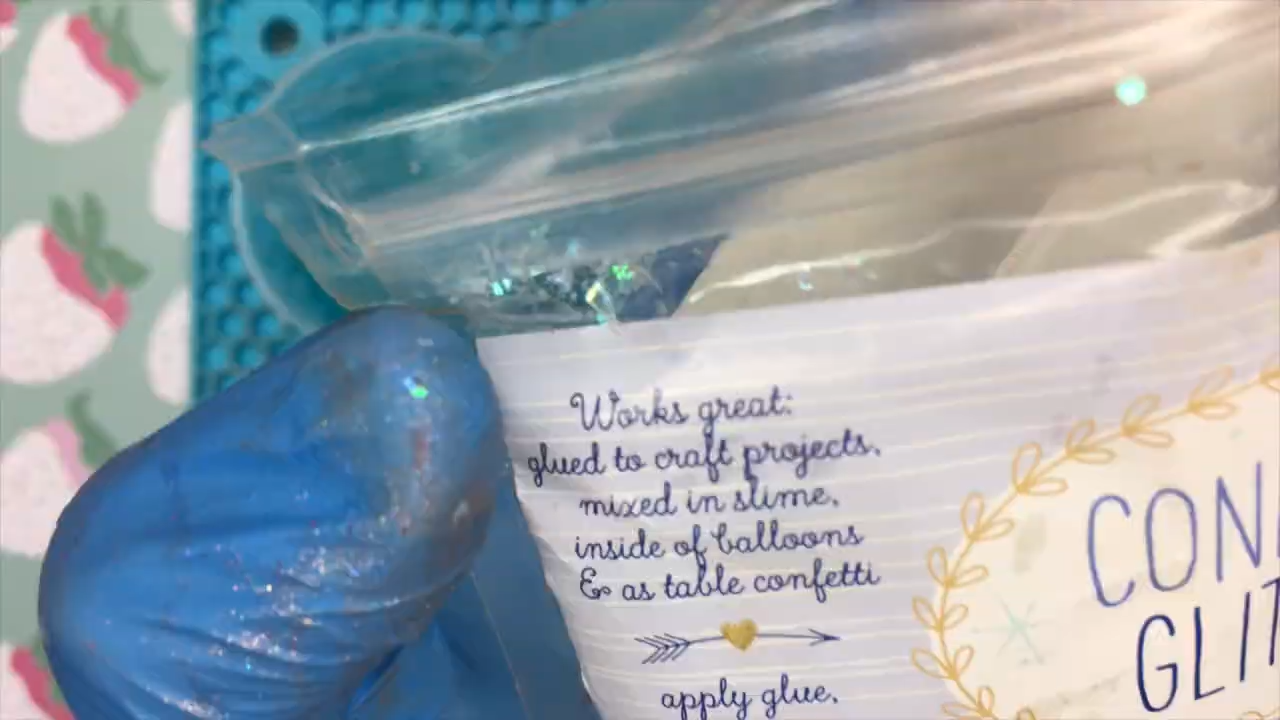 Works great:
glued to craft projects,
mixed in slime,
inside of balloons
& as table confetti
apply glue,
CON
GLIT